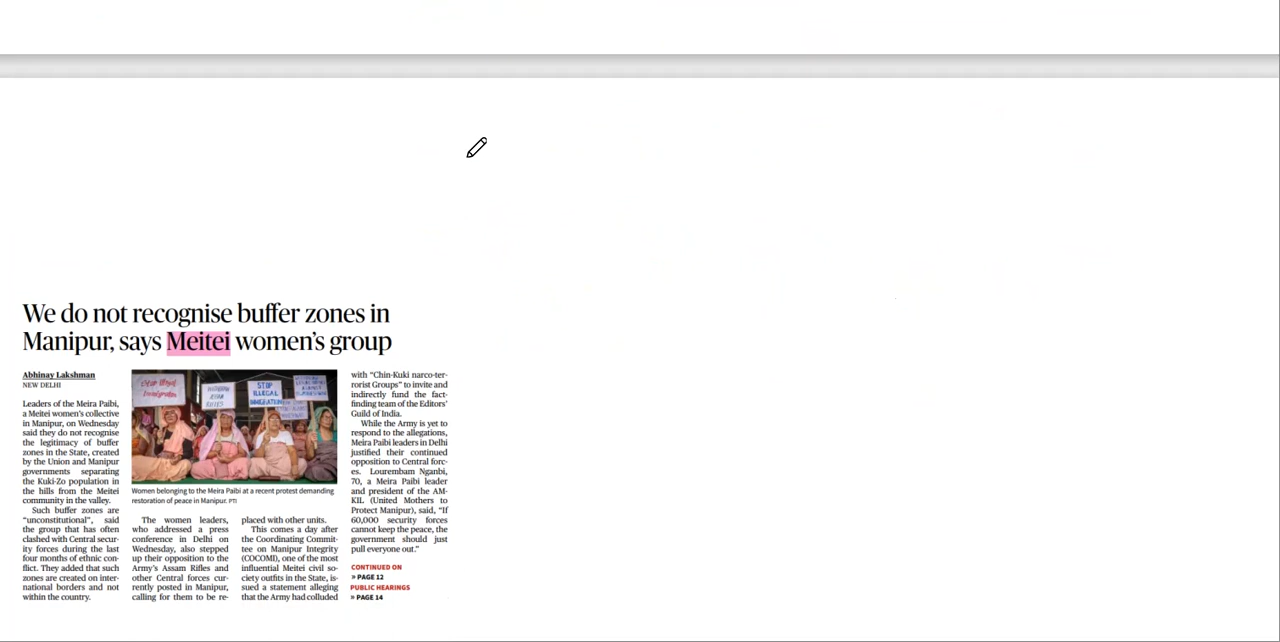 We do not recognise buffer zones in
Manipur, says Meitei women’s group
Abhinay Lakshman
NEW DELHI
Leaders of the Meira Paibi,
a Meitei women’s collective
in Manipur, on Wednesday
said they do not recognise
the legitimacy of buffer
zones in the State, created
by the Union and Manipur
governments separating
the Kuki-Zo population in
the hills from the Meitei
community in the valley.
Such buffer zones are
“unconstitutional”, said
the group that has often
clashed with Central secur-
ity forces during the last
four months of ethnic con-
flict. They added that such
zones are created on inter-
national borders and not
within the country.
STOP
ILLEGAL
IMMIGRATION
Women belonging to the Meira Paibi at a recent protest demanding
restoration of peace in Manipur. PTI
The women leaders,
who addressed a press
conference in Delhi on
Wednesday, also stepped
up their opposition to the
Army’s Assam Rifles and
other Central forces cur-
rently posted in Manipur,
calling for them to be re-
placed with other units.
This comes a day after
the Coordinating Commit-
tee on Manipur Integrity
(COCOMI), one of the most
influential Meitei civil so-
ciety outfits in the State, is-
sued a statement alleging
that the Army had colluded
with “Chin-Kuki narco-ter-
rorist Groups” to invite and
indirectly fund the fact-
finding team of the Editors’
Guild of India.
While the Army is yet to
respond to the allegations,
Meira Paibi leaders in Delhi
justified their continued
opposition to Central forc-
es. Lourembam Nganbi,
70, a Meira Paibi leader
and president of the AM-
KIL (United Mothers to
Protect Manipur), said, “If
60,000 security forces
cannot keep the peace, the
government should just
pull everyone out.”
CONTINUED ON
» PAGE 12
PUBLIC HEARINGS
» PAGE 14